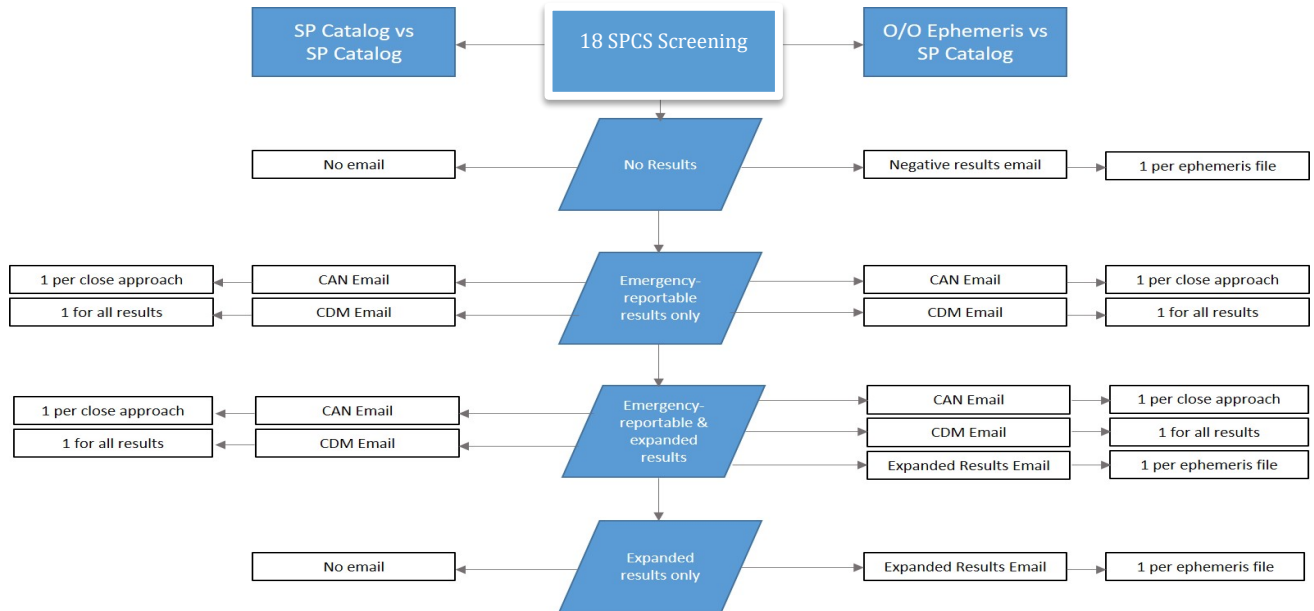 SP Catalog vs
SP Catalog
18 SPCS Screening
O/O Ephemeris vs
SP Catalog
No email
No Results
Negative results email
1 per ephemeris file
1 per close approach
CAN Email
Emergency-
reportable
results only
CAN Email
1 per close approach
1 for all results
CDM Email
CDM Email
1 for all results
1 per close approach
CAN Email
Emergency-
reportable &
expanded
results
CAN Email
1 per close approach
1 for all results
CDM Email
CDM Email
1 for all results
Expanded Results Email
1 per ephemeris file
No email
Expanded
results only
Expanded Results Email
1 per ephemeris file